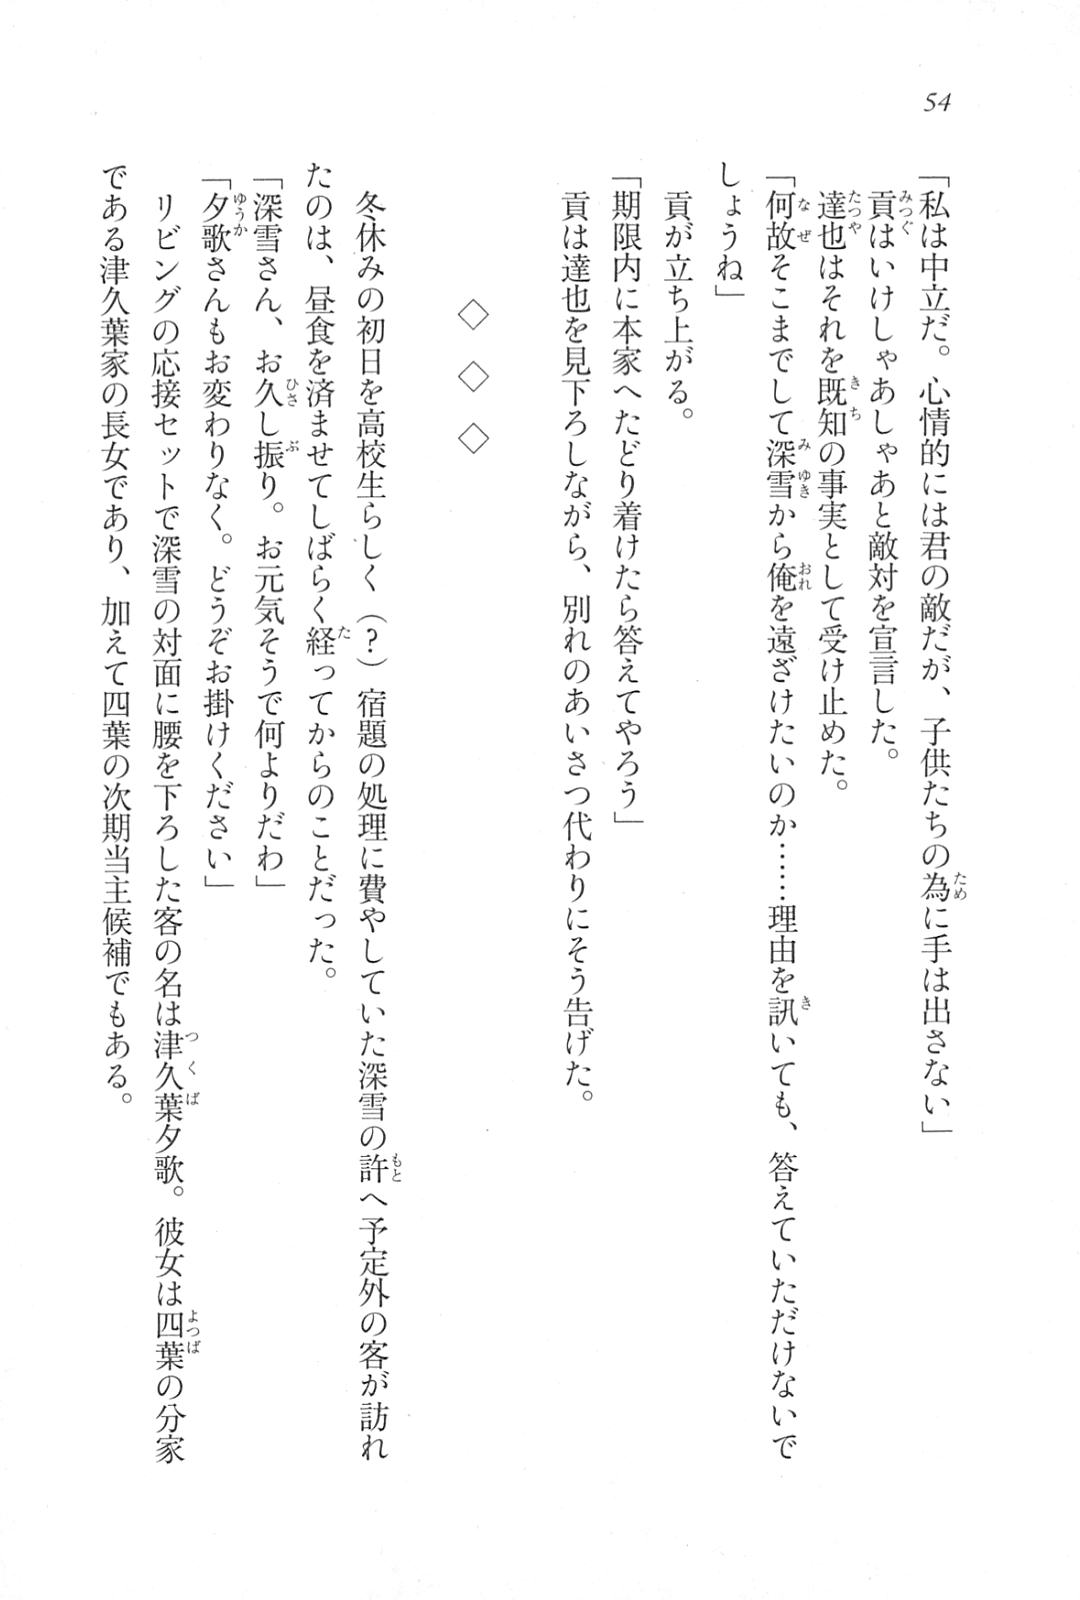 54
「私は中立だ。心情的には君の敵だが、子供たちの為に手は出さない」
貢はいけしゃあしゃあと敵対を宣言した。
達也はそれを既知の事実として受け止めた。
「何故そこまでして深雪から俺を遠ざけたいのか……理由を訊いても、答えていただけないで
しょうね」
貢が立ち上がる。
「期限内に本家へたどり着けたら答えてやろう」
貢は達也を見下ろしながら、別れのあいさつ代わりにそう告げた。
◇ ◇ ◇
冬休みの初日を高校生らしく（？）宿題の処理に費やしていた深雪の許へ予定外の客が訪れ
たのは、昼食を済ませてしばらく経ってからのことだった。
「深雪さん、お久し振り。お元気そうで何よりだわ」
「夕歌さんもお変わりなく。どうぞお掛けください」
リビングの応接セットで深雪の対面に腰を下ろした客の名は津久葉夕歌。彼女は四葉の分家
である津久葉家の長女であり、加えて四葉の次期当主候補でもある。